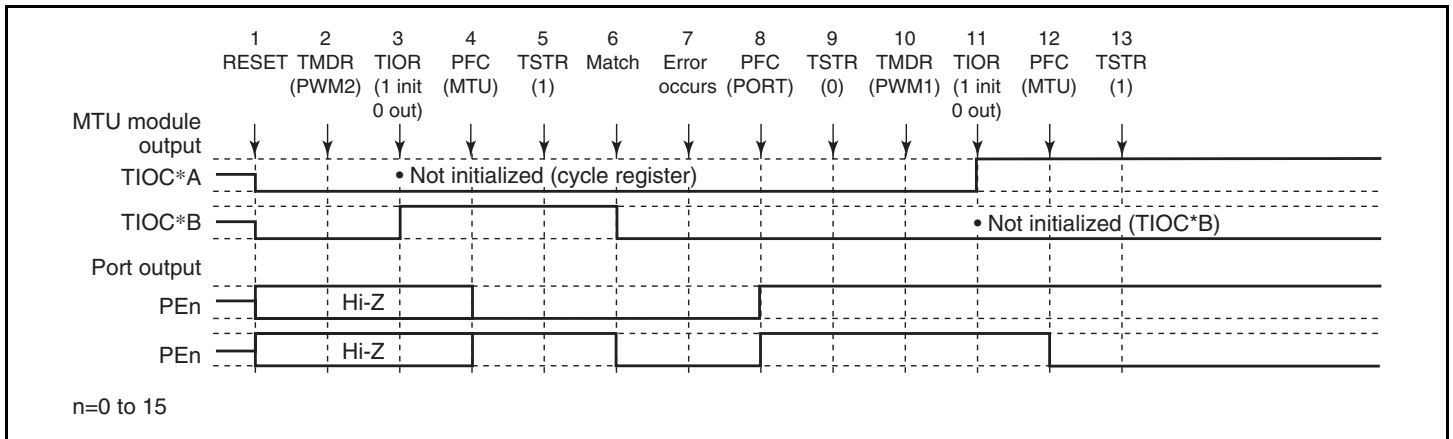 1 2 3 4 5 6 7 8 9 10 11 12 13
RESET TMDR TIOR PFC TSTR Match Error PFC TSTR TMDR TIOR PFC TSTR
(PWM2) (1 init (MTU) (1) occurs (PORT) (0) (PWM1) (1 init (MTU) (1)
0 out) 0 out)
MTU module
output
TIOC*A • Not initialized (cycle register)
TIOC*B • Not initialized (TIOC*B)
Port output
PEn Hi-Z
PEn Hi-Z
n=0 to 15